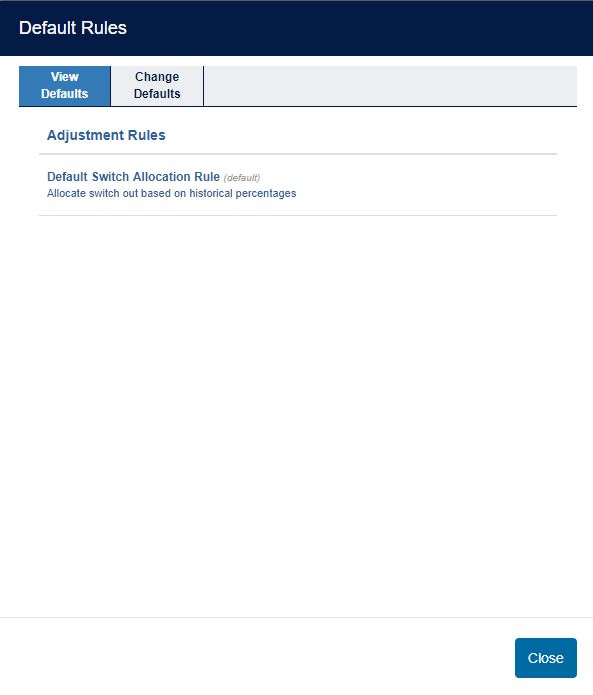 Default Rules
View
Defaults
Change
Defaults
Adjustment Rules
Default Switch Allocation Rule (default)
Allocate switch out based on historical percentages
Close